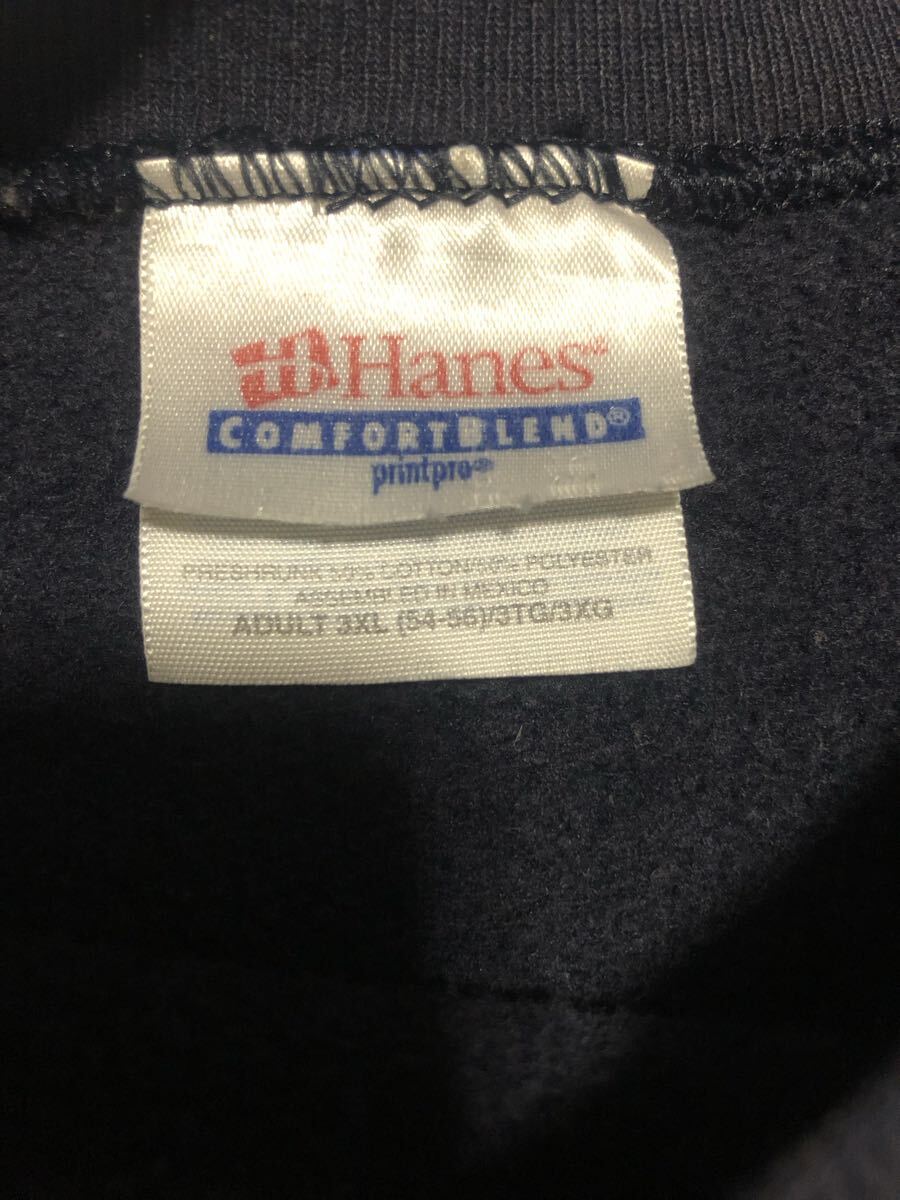 Hanes®
COMFORTBLEND®
printpro®
PRESHRUNK 50% COTTON/50% POLYESTER
ASSEMBLED IN MEXICO
ADULT 3XL (54-56)/3TG/3XG